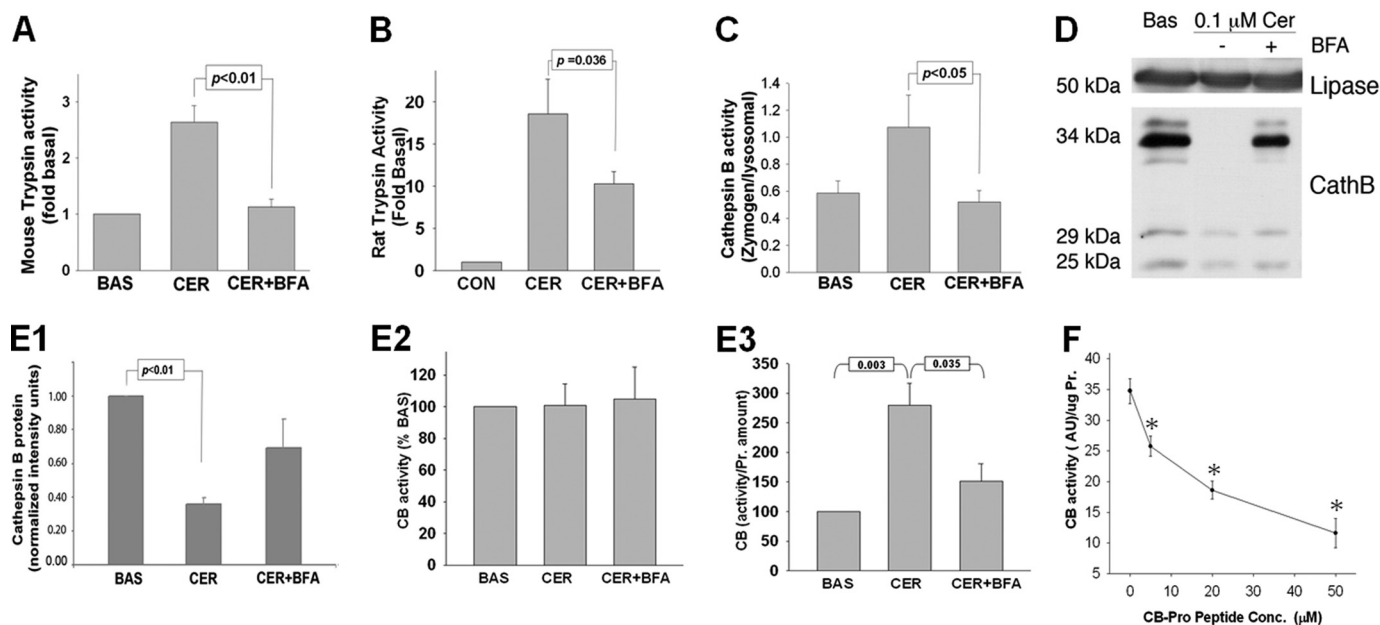 A
Mouse Trypsin activity
(fold basal)
3
2
1
0
p<0.01
BAS CER CER+BFA
B
Rat Trypsin Activity
(Fold Basal)
20
15
10
5
0
p =0.036
CON CER CER+BFA
C
Cathepsin B activity
(Zymogen/lysosomal)
1.4
1.2
1.0
0.8
0.6
0.4
0.2
0.0
p<0.05
BAS CER CER+BFA
D
Bas 0.1 µM Cer
- + BFA
50 kDa Lipase
34 kDa
CathB
29 kDa
25 kDa
E1
Cathepsin B protein
(normalized intensity units)
1.00
0.80
0.60
0.40
0.20
0.00
p<0.01
BAS CER CER+BFA
E2
CB activity (% BAS)
120
100
80
60
40
20
0
BAS CER CER+BFA
E3
CB (activity/Pr. amount)
350
300
250
200
150
100
50
0
0.003 0.035
BAS CER CER+BFA
F
CB activity ( AU)/ug Pr.
40
35
30
25
20
15
10
5
* * *
0 10 20 30 40 50
CB-Pro Peptide Conc. (µM)